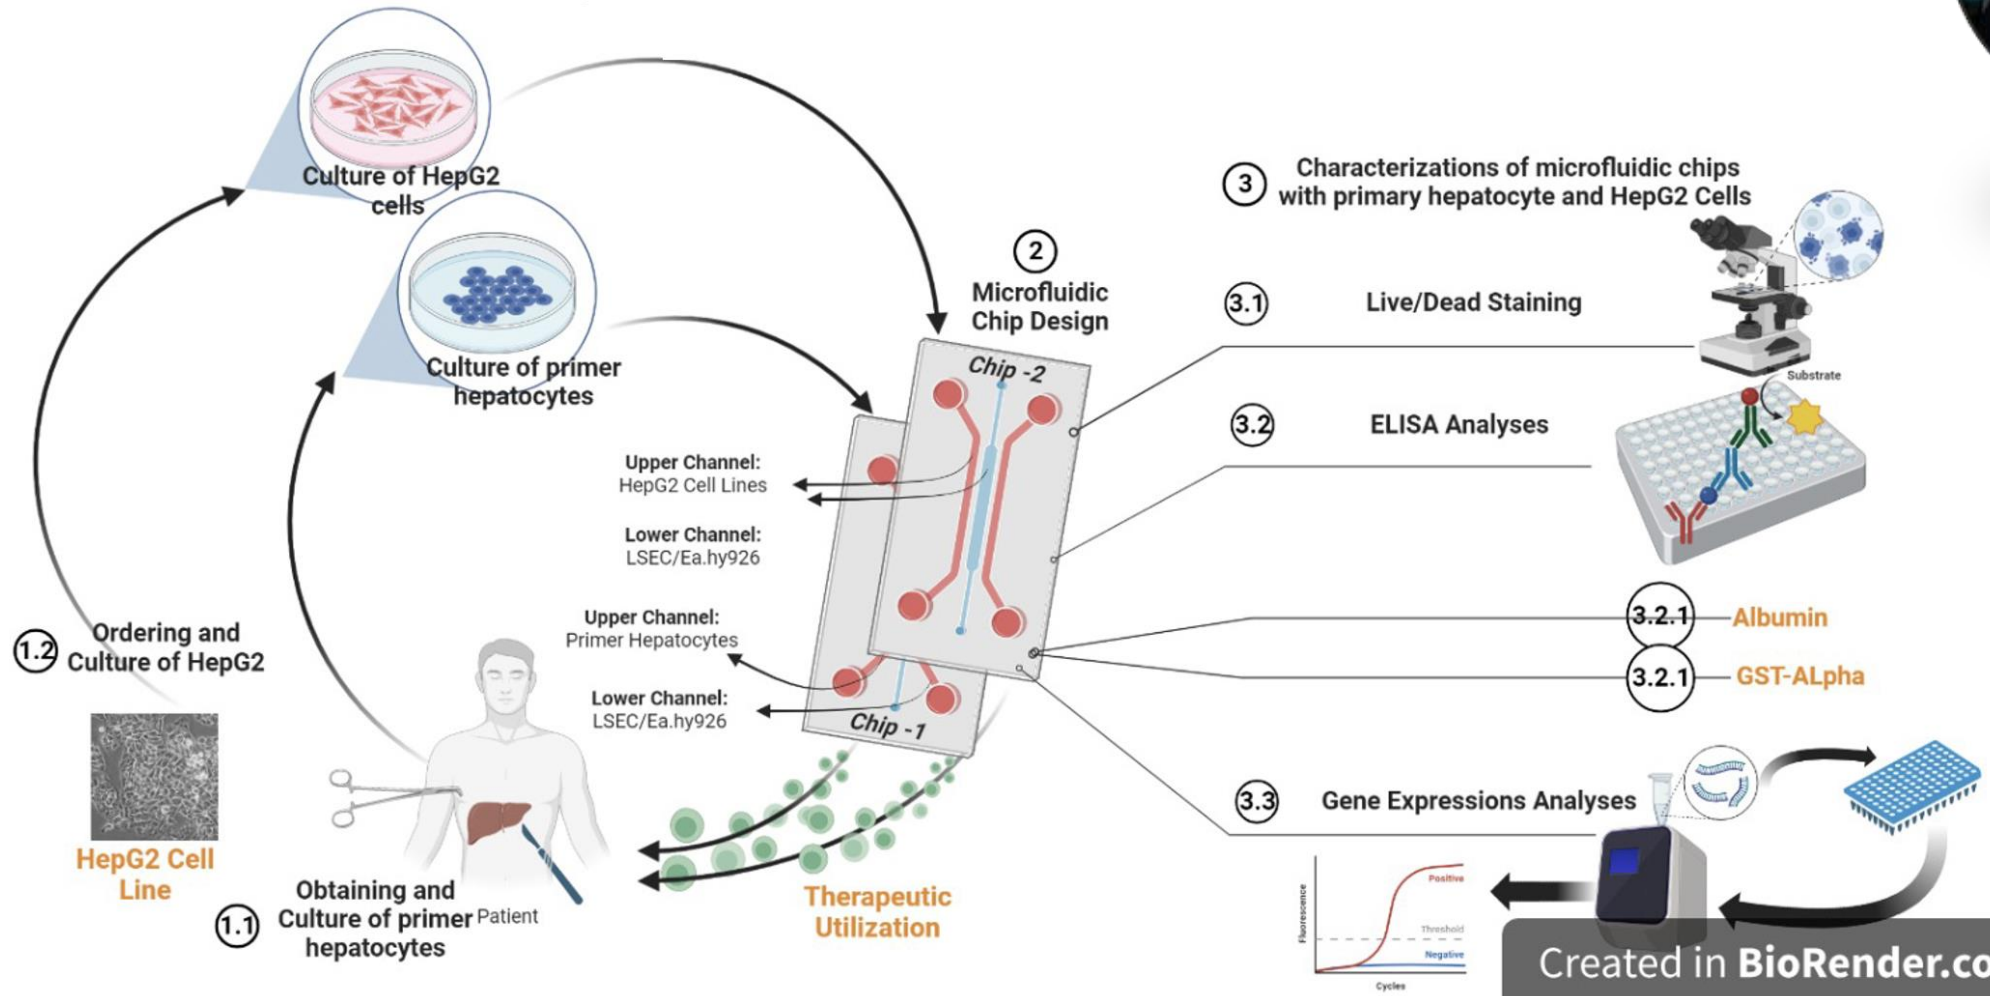 Culture of HepG2
cells
Culture of primer
hepatocytes
1.2
Ordering and
Culture of HepG2
HepG2 Cell
Line
1.1
Obtaining and
Culture of primer
hepatocytes
Patient
2
Microfluidic
Chip Design
Chip -2
Upper Channel:
HepG2 Cell Lines
Lower Channel:
LSEC/Ea.hy926
Upper Channel:
Primer Hepatocytes
Lower Channel:
LSEC/Ea.hy926
Chip -1
Therapeutic
Utilization
3
Characterizations of microfluidic chips
with primary hepatocyte and HepG2 Cells
3.1
Live/Dead Staining
Substrate
3.2
ELISA Analyses
3.2.1
Albumin
3.2.1
GST-ALpha
3.3
Gene Expressions Analyses
Fluorescence
Positive
Threshold
Negative
Cycles
Created in BioRender.co